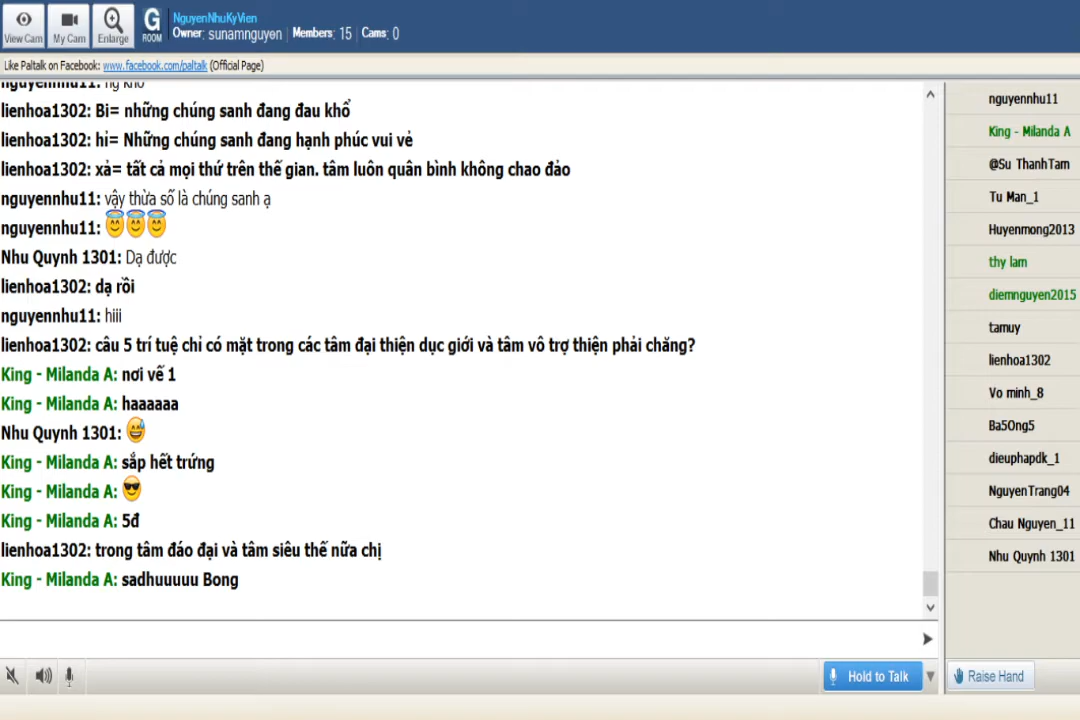 View Cam
My Cam
Enlarge
G
ROOM
NguyenNhuKyVien
Owner: sunamnguyen Members: 15 Cams: 0
Like Paltalk on Facebook: www.facebook.com/paltalk (Official Page)
nguyennhu11: ng khổ
lienhoa1302: Bi= những chúng sanh đang đau khổ
lienhoa1302: hỉ= Những chúng sanh đang hạnh phúc vui vẻ
lienhoa1302: xả= tất cả mọi thứ trên thế gian. tâm luôn quân bình không chao đảo
nguyennhu11: vậy thừa số là chúng sanh ạ
nguyennhu11:
Nhu Quynh 1301: Dạ được
lienhoa1302: dạ rồi
nguyennhu11: hiii
lienhoa1302: câu 5 trí tuệ chỉ có mặt trong các tâm đại thiện dục giới và tâm vô trợ thiện phải chăng?
King - Milanda A: nơi vế 1
King - Milanda A: haaaaaa
Nhu Quynh 1301:
King - Milanda A: sắp hết trứng
King - Milanda A:
King - Milanda A: 5đ
lienhoa1302: trong tâm đáo đại và tâm siêu thế nữa chị
King - Milanda A: sadhuuuuu Bong
Hold to Talk
nguyennhu11
King - Milanda A
@Su ThanhTam
Tu Man_1
Huyenmong2013
thy lam
diemnguyen2015
tamuy
lienhoa1302
Vo minh_8
Ba5Ong5
dieuphapdk_1
NguyenTrang04
Chau Nguyen_11
Nhu Quynh 1301
Raise Hand